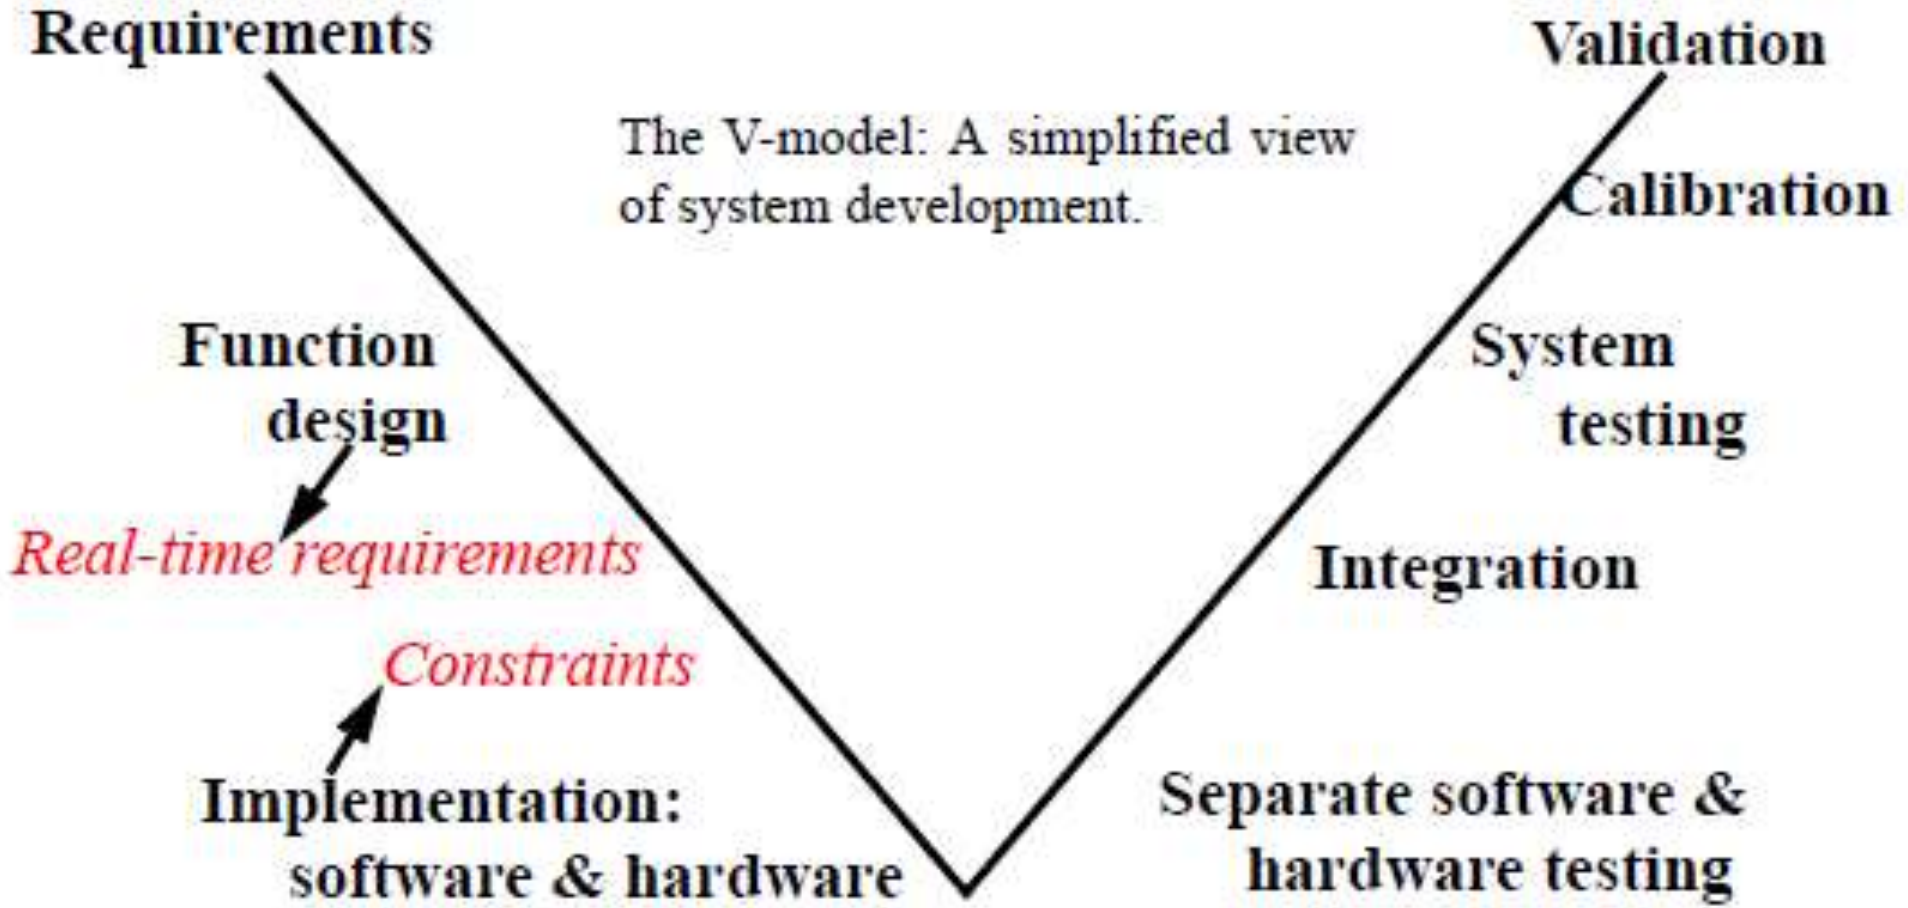 Requirements
Validation
The V-model: A simplified view
of system development.
Calibration
Function
design
System
testing
Real-time requirements
Integration
Constraints
Implementation:
software & hardware
Separate software &
hardware testing